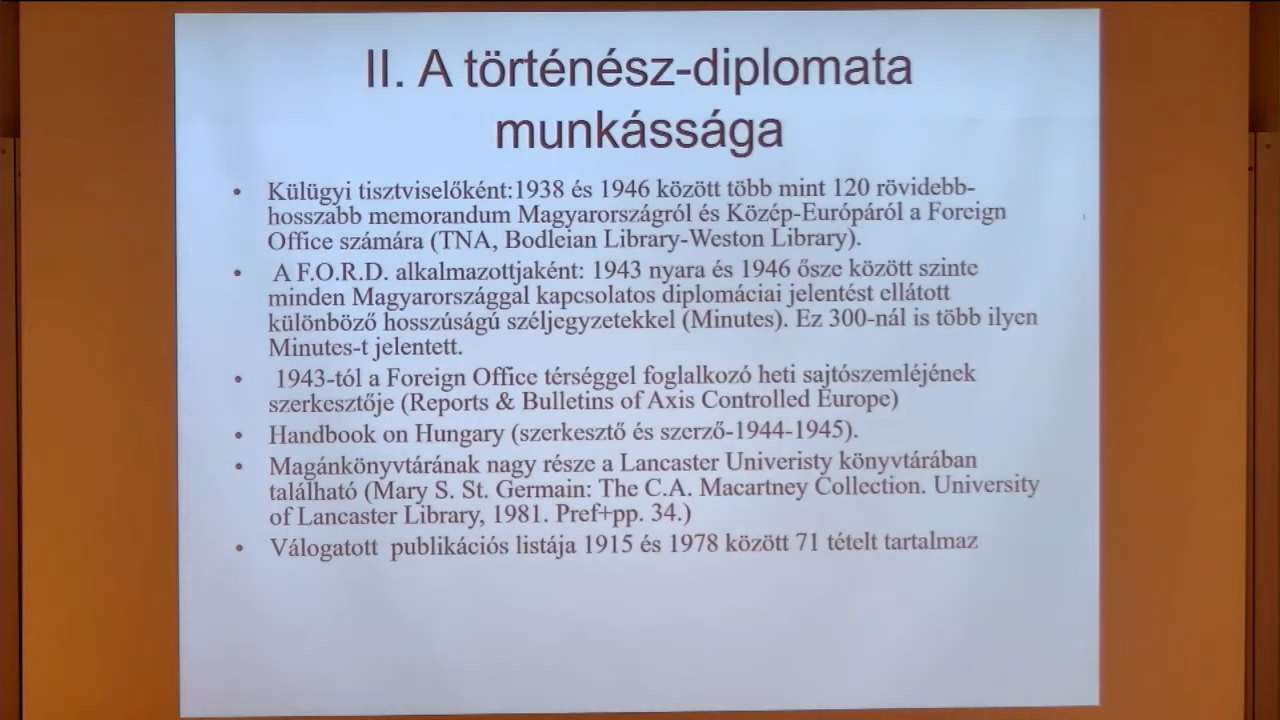 II. A történész-diplomata
munkássága
• Külügyi tisztviselőként:1938 és 1946 között több mint 120 rövidebb-
hosszabb memorandum Magyarországról és Közép-Európáról a Foreign
Office számára (TNA, Bodleian Library-Weston Library).
• A F.O.R.D. alkalmazottjaként: 1943 nyara és 1946 ősze között szinte
minden Magyarországgal kapcsolatos diplomáciai jelentést ellátott
különböző hosszúságú széljegyzetekkel (Minutes). Ez 300-nál is több ilyen
Minutes-t jelentett.
• 1943-tól a Foreign Office térséggel foglalkozó heti sajtószemléjének
szerkesztője (Reports & Bulletins of Axis Controlled Europe)
• Handbook on Hungary (szerkesztő és szerző-1944-1945).
• Magánkönyvtárának nagy része a Lancaster Univeristy könyvtárában
található (Mary S. St. Germain: The C.A. Macartney Collection. University
of Lancaster Library, 1981. Pref+pp. 34.)
• Válogatott publikációs listája 1915 és 1978 között 71 tételt tartalmaz